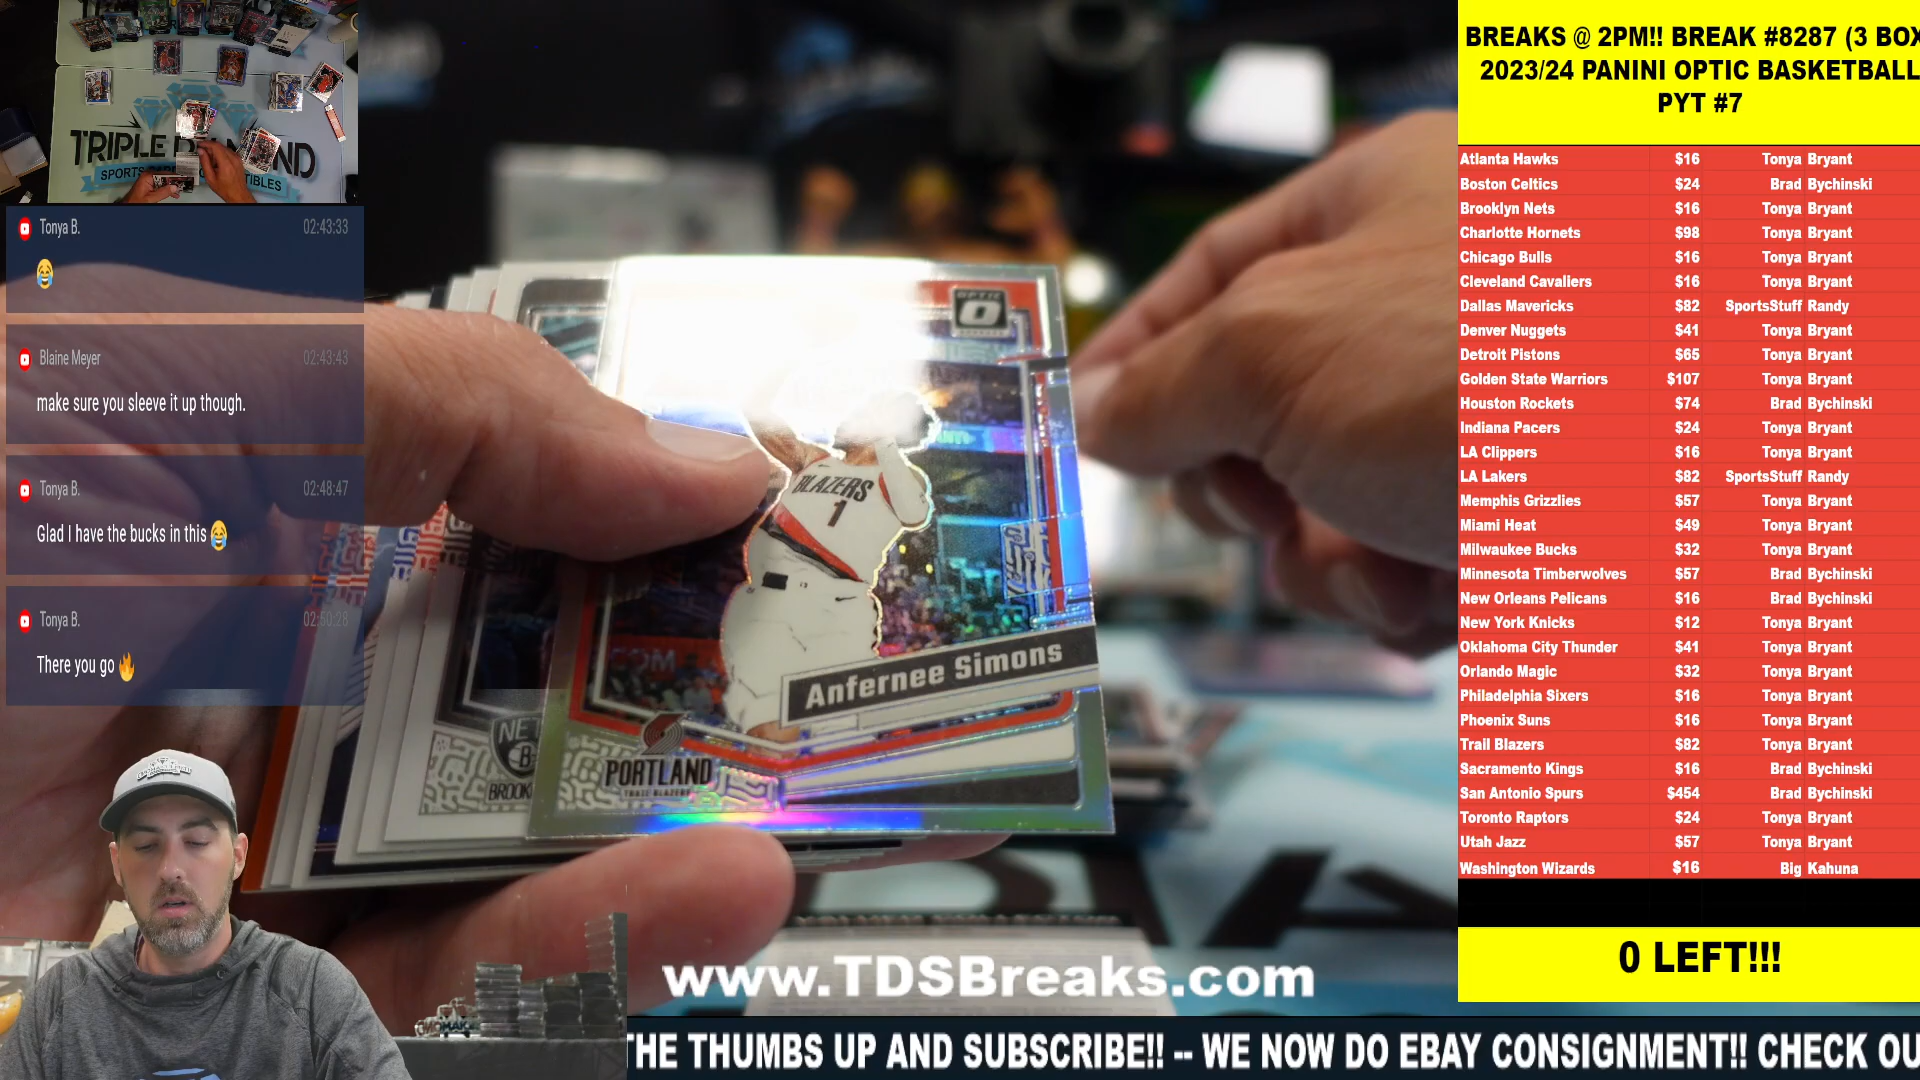 BREAKS @ 2PM!! BREAK #8287 (3 BOX
2023/24 PANINI OPTIC BASKETBALL
PYT #7
Atlanta Hawks $16 Tonya Bryant
Boston Celtics $24 Brad Bychinski
Brooklyn Nets $16 Tonya Bryant
Charlotte Hornets $98 Tonya Bryant
Chicago Bulls $16 Tonya Bryant
Cleveland Cavaliers $16 Tonya Bryant
Dallas Mavericks $82 SportsStuff Randy
Denver Nuggets $41 Tonya Bryant
Detroit Pistons $65 Tonya Bryant
Golden State Warriors $107 Tonya Bryant
Houston Rockets $74 Brad Bychinski
Indiana Pacers $24 Tonya Bryant
LA Clippers $16 Tonya Bryant
LA Lakers $82 SportsStuff Randy
Memphis Grizzlies $57 Tonya Bryant
Miami Heat $49 Tonya Bryant
Milwaukee Bucks $32 Tonya Bryant
Minnesota Timberwolves $57 Brad Bychinski
New Orleans Pelicans $16 Brad Bychinski
New York Knicks $12 Tonya Bryant
Oklahoma City Thunder $41 Tonya Bryant
Orlando Magic $32 Tonya Bryant
Philadelphia Sixers $16 Tonya Bryant
Phoenix Suns $16 Tonya Bryant
Trail Blazers $82 Tonya Bryant
Sacramento Kings $16 Brad Bychinski
San Antonio Spurs $454 Brad Bychinski
Toronto Raptors $24 Tonya Bryant
Utah Jazz $57 Tonya Bryant
Washington Wizards $16 Big Kahuna
0 LEFT!!!
TRIPLE DIAMOND
Tonya B. 02:43:33
😂
Blaine Meyer 02:43:43
make sure you sleeve it up though.
Tonya B. 02:48:47
Glad I have the bucks in this 😂
Tonya B. 02:50:28
There you go 🔥
OPTIC
BLAZERS
1
COM
Anfernee Simons
PORTLAND
TRAIL BLAZERS
NET
B
BROOK
www.TDSBreaks.com
THE THUMBS UP AND SUBSCRIBE!! -- WE NOW DO EBAY CONSIGNMENT!! CHECK OU